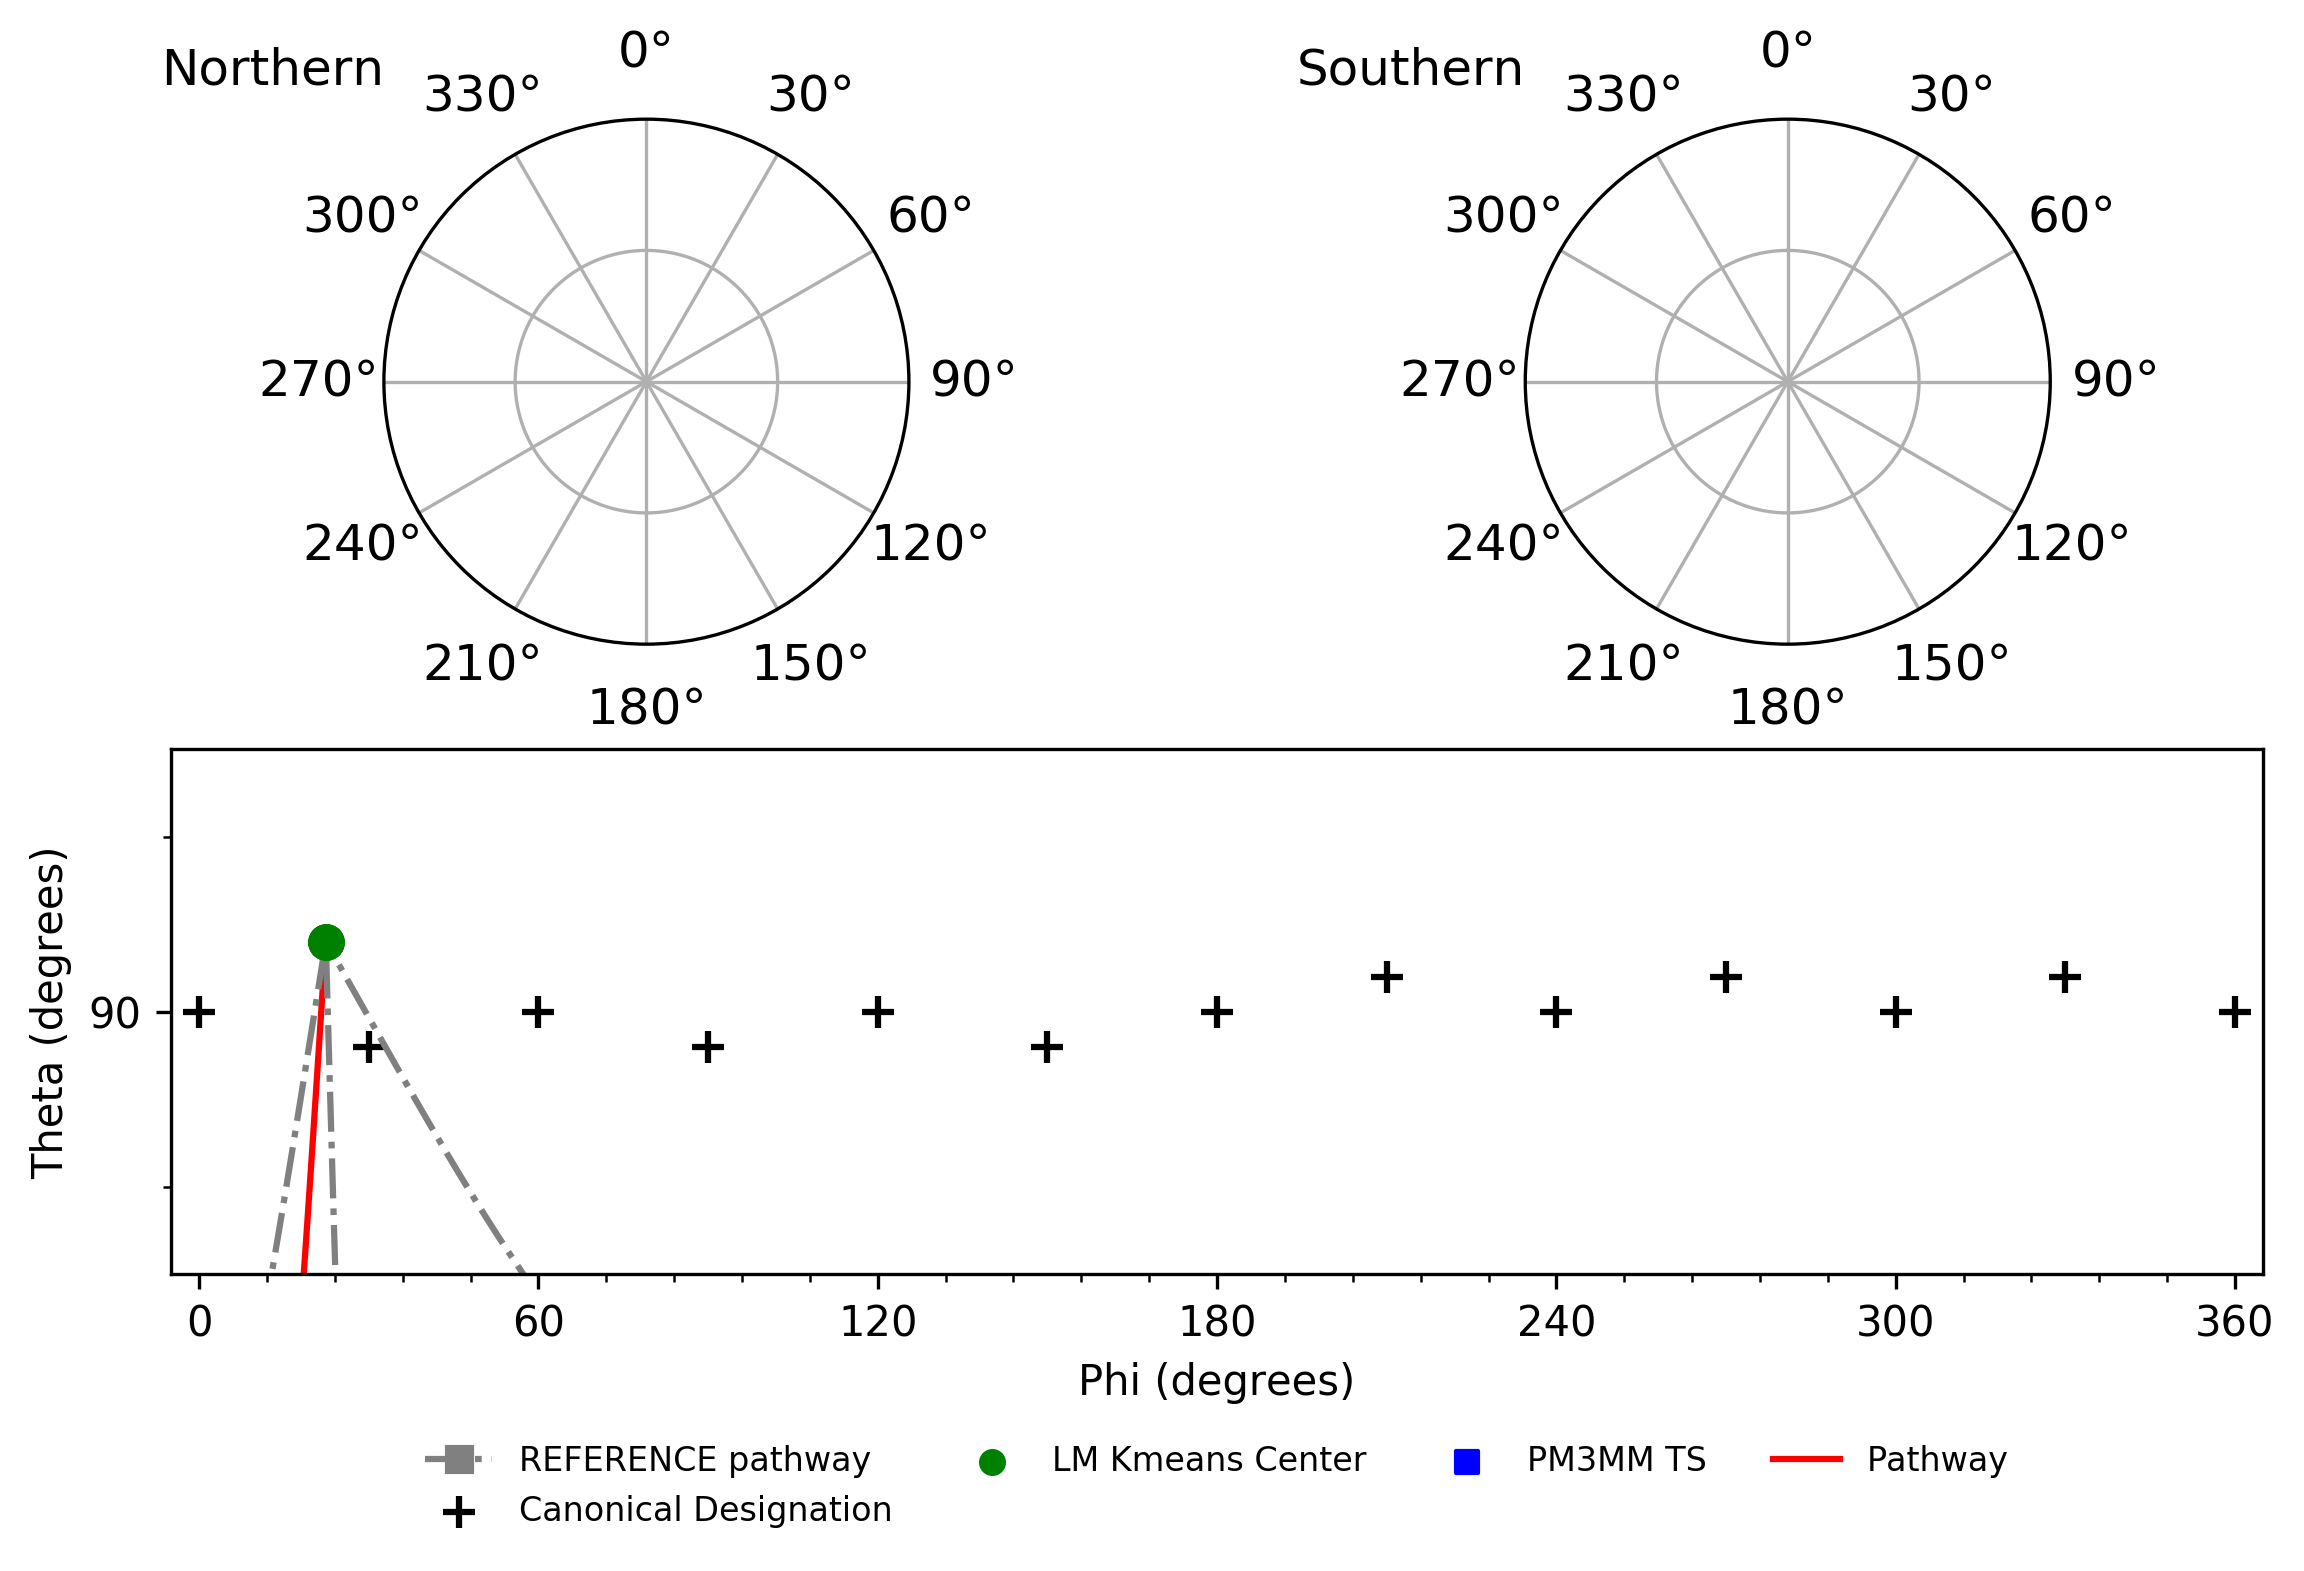 Northern
0°
330°
30°
300°
60°
270°
90°
240°
120°
210°
150°
180°
Southern
0°
330°
30°
300°
60°
270°
90°
240°
120°
210°
150°
180°
Theta (degrees)
90
0 60 120 180 240 300 360
Phi (degrees)
REFERENCE pathway
Canonical Designation
LM Kmeans Center
PM3MM TS
Pathway